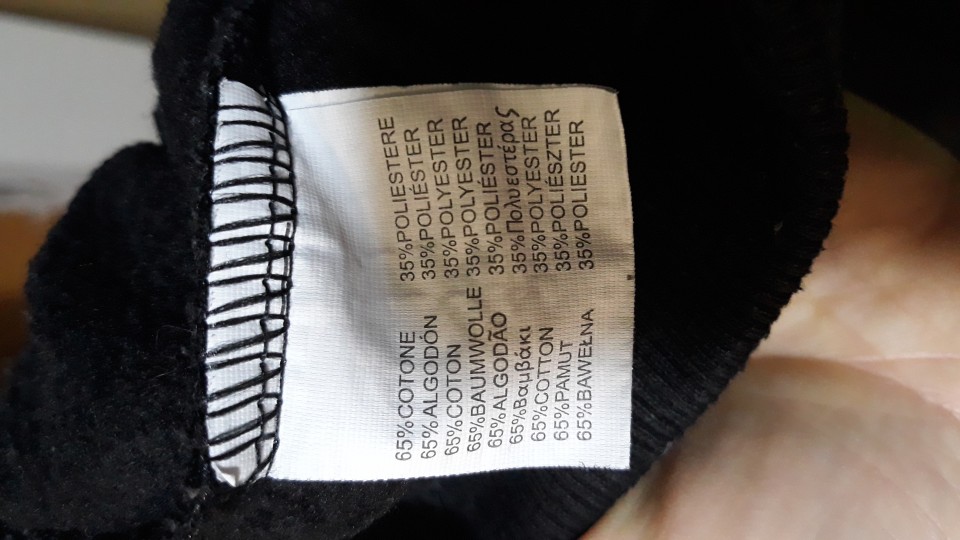 65%COTONE 35%POLIESTERE
65%ALGODÓN 35%POLIÉSTER
65%COTON 35%POLYESTER
65%BAUMWOLLE 35%POLYESTER
65%ALGODÃO 35%POLIÉSTER
65%Βαμβάκι 35%Πολυεστέρας
65%COTTON 35%POLYESTER
65%PAMUT 35%POLIÉSZTER
65%BAWEŁNA 35%POLIESTER